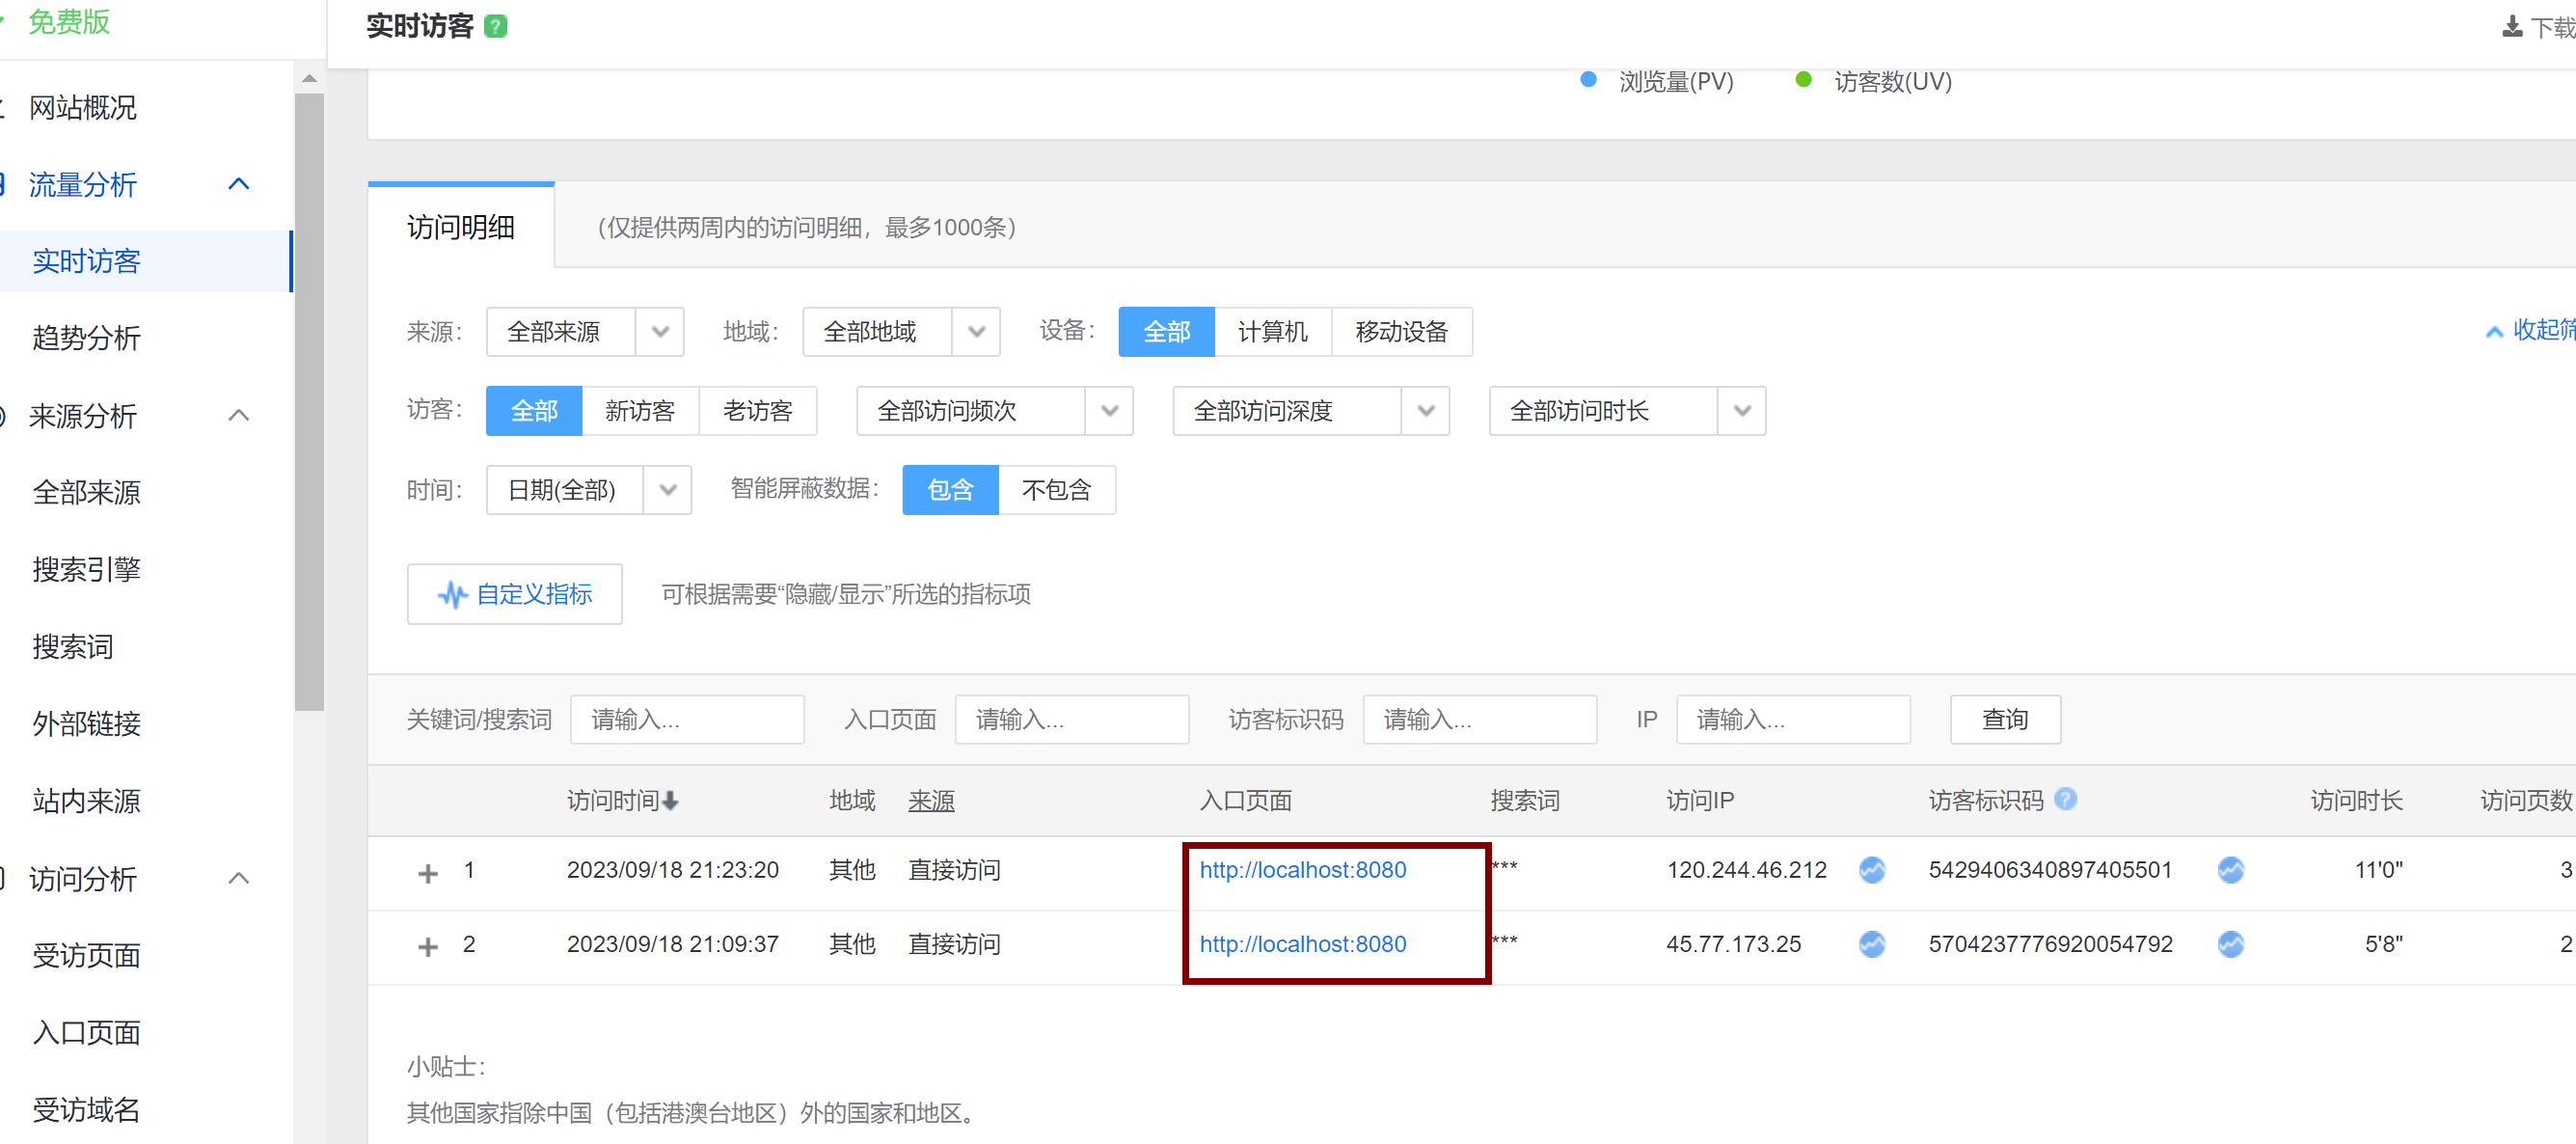 免费版
网站概况
流量分析
实时访客
趋势分析
来源分析
全部来源
搜索引擎
搜索词
外部链接
站内来源
访问分析
受访页面
入口页面
受访域名
实时访客 ?
下载
浏览量(PV) 访客数(UV)
访问明细 （仅提供两周内的访问明细，最多1000条）
来源： 全部来源 地域： 全部地域 设备： 全部 计算机 移动设备 收起筛
访客： 全部 新访客 老访客 全部访问频次 全部访问深度 全部访问时长
时间： 日期(全部) 智能屏蔽数据： 包含 不包含
自定义指标 可根据需要“隐藏/显示”所选的指标项
关键词/搜索词 请输入... 入口页面 请输入... 访客标识码 请输入... IP 请输入... 查询
访问时间 地域 来源 入口页面 搜索词 访问IP 访客标识码 ? 访问时长 访问页数
1 2023/09/18 21:23:20 其他 直接访问 http://localhost:8080 *** 120.244.46.212 5429406340897405501 11'0" 3
2 2023/09/18 21:09:37 其他 直接访问 http://localhost:8080 *** 45.77.173.25 5704237776920054792 5'8" 2
小贴士：
其他国家指除中国（包括港澳台地区）外的国家和地区。